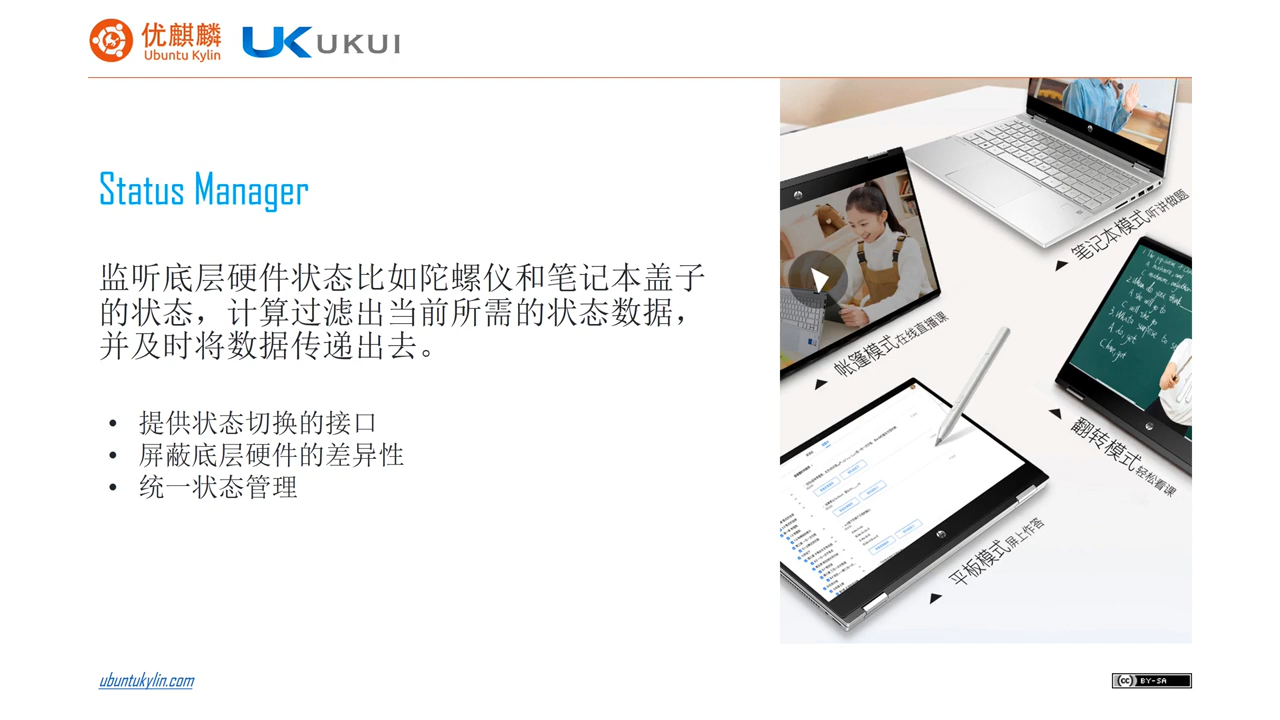 优麒麟
Ubuntu Kylin
UK UKUI
Status Manager
监听底层硬件状态比如陀螺仪和笔记本盖子
的状态，计算过滤出当前所需的状态数据，
并及时将数据传递出去。
• 提供状态切换的接口
• 屏蔽底层硬件的差异性
• 统一状态管理
笔记本模式听讲做题
帐篷模式在线直播课
翻转模式轻松看课
平板模式屏上作答
ubuntukylin.com
cc BY-SA